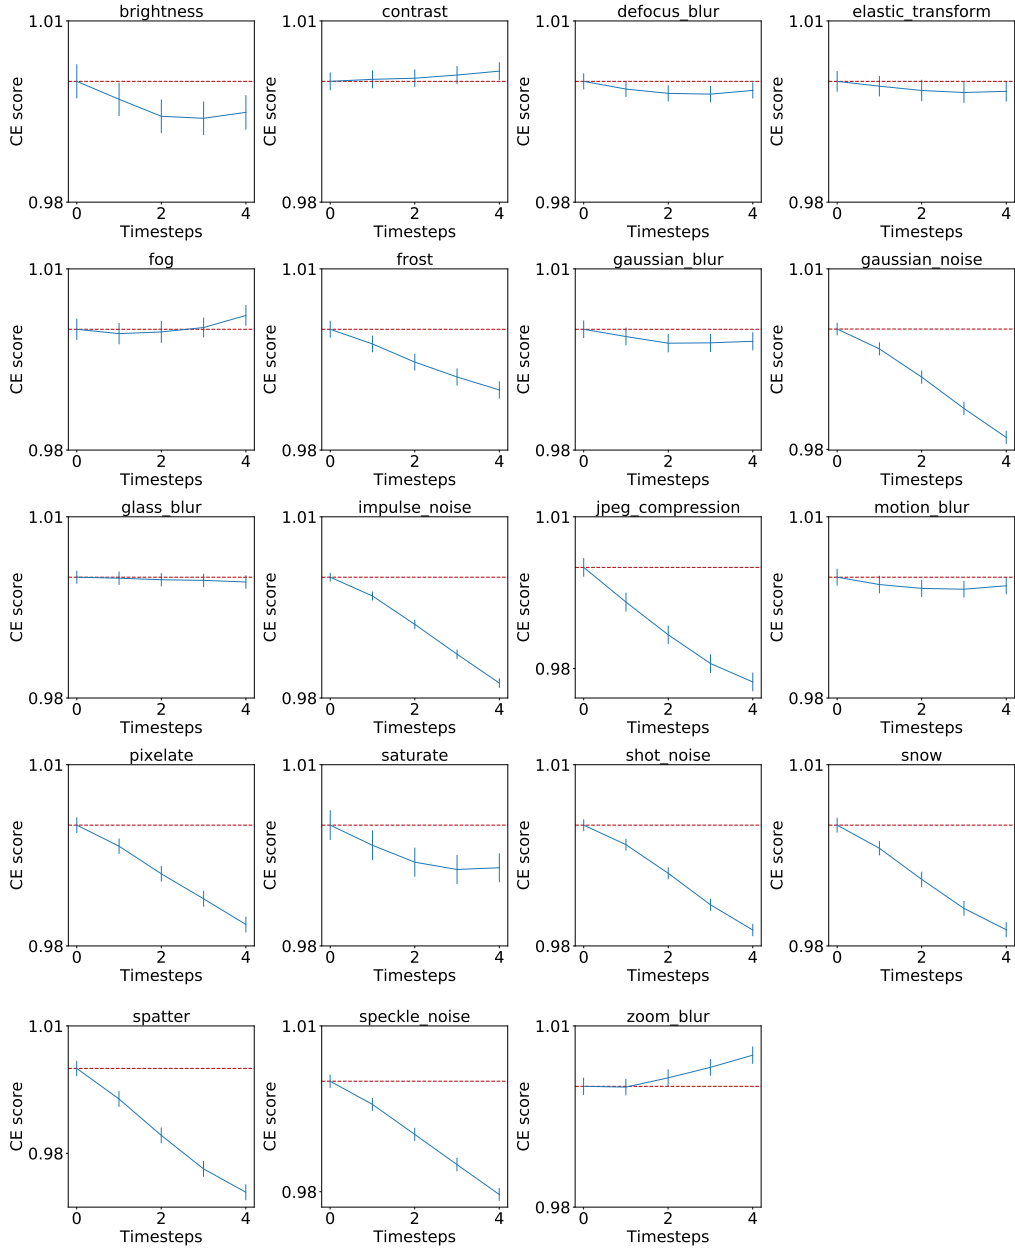 brightness contrast defocus_blur elastic_transform
1.01 1.01 1.01 1.01
CE score CE score CE score CE score
0.98 0.98 0.98 0.98
0 2 4 0 2 4 0 2 4 0 2 4
Timesteps Timesteps Timesteps Timesteps
fog frost gaussian_blur gaussian_noise
1.01 1.01 1.01 1.01
CE score CE score CE score CE score
0.98 0.98 0.98 0.98
0 2 4 0 2 4 0 2 4 0 2 4
Timesteps Timesteps Timesteps Timesteps
glass_blur impulse_noise jpeg_compression motion_blur
1.01 1.01 1.01 1.01
CE score CE score CE score CE score
0.98 0.98 0.98 0.98
0 2 4 0 2 4 0 2 4 0 2 4
Timesteps Timesteps Timesteps Timesteps
pixelate saturate shot_noise snow
1.01 1.01 1.01 1.01
CE score CE score CE score CE score
0.98 0.98 0.98 0.98
0 2 4 0 2 4 0 2 4 0 2 4
Timesteps Timesteps Timesteps Timesteps
spatter speckle_noise zoom_blur
1.01 1.01 1.01
CE score CE score CE score
0.98 0.98 0.98
0 2 4 0 2 4 0 2 4
Timesteps Timesteps Timesteps